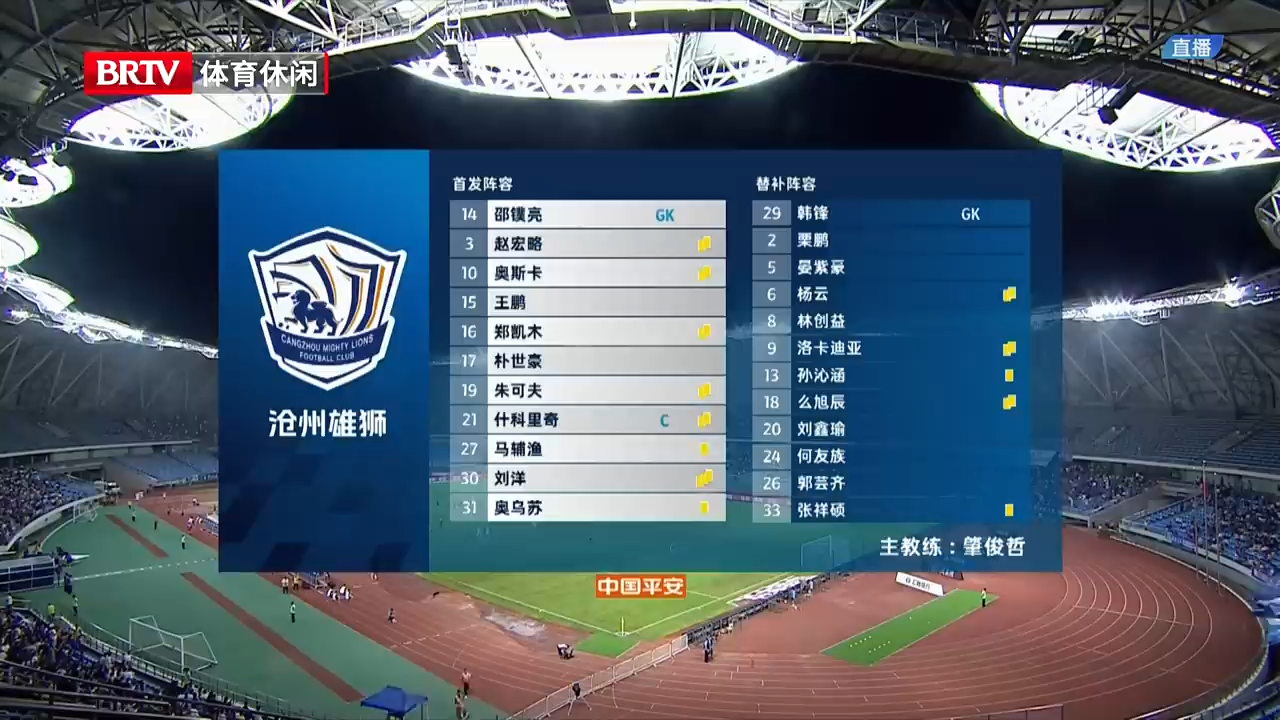 BRTV 体育休闲
直播
CANGZHOU MIGHTY LIONS
FOOTBALL CLUB
沧州雄狮
首发阵容
14 邵镤亮 GK
3 赵宏略
10 奥斯卡
15 王鹏
16 郑凯木
17 朴世豪
19 朱可夫
21 什科里奇 C
27 马辅渔
30 刘洋
31 奥乌苏
替补阵容
29 韩锋 GK
2 栗鹏
5 晏紫豪
6 杨云
8 林创益
9 洛卡迪亚
13 孙沁涵
18 么旭辰
20 刘鑫瑜
24 何友族
26 郭芸齐
33 张祥硕
主教练：肇俊哲
中国平安